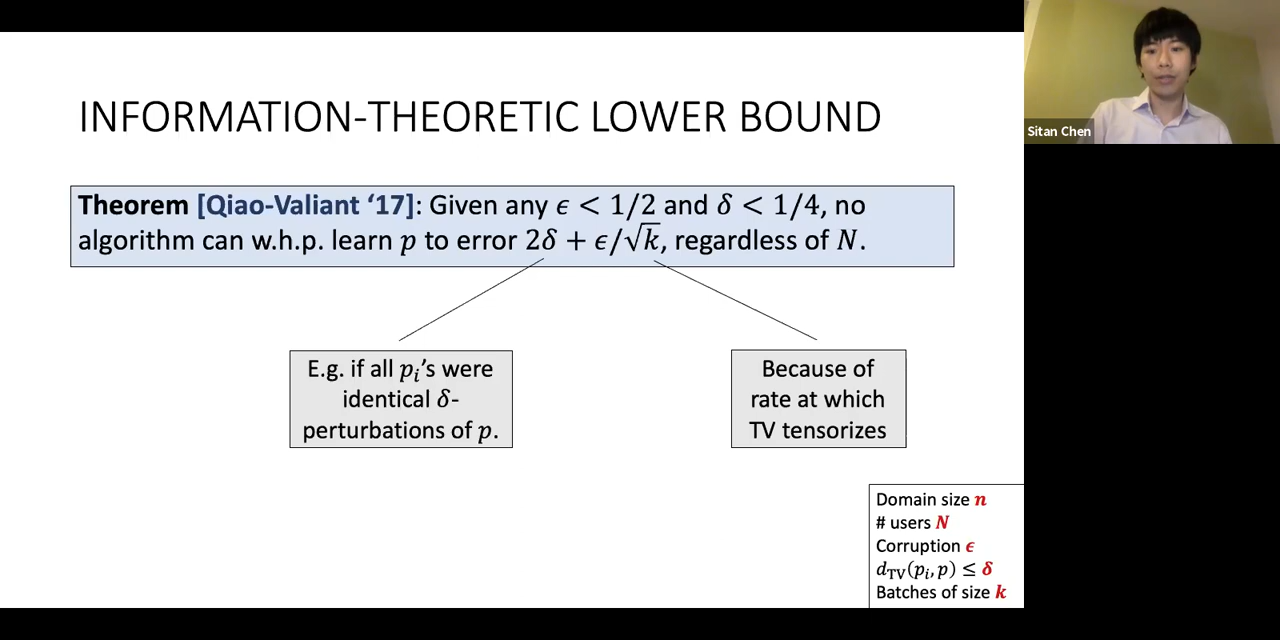 Sitan Chen
INFORMATION-THEORETIC LOWER BOUND
Theorem [Qiao-Valiant ‘17]: Given any ϵ < 1/2 and δ < 1/4, no
algorithm can w.h.p. learn p to error 2δ + ϵ/√k, regardless of N.
E.g. if all pᵢ’s were
identical δ-
perturbations of p.
Because of
rate at which
TV tensorizes
Domain size n
# users N
Corruption ϵ
d_TV(pᵢ, p) ≤ δ
Batches of size k